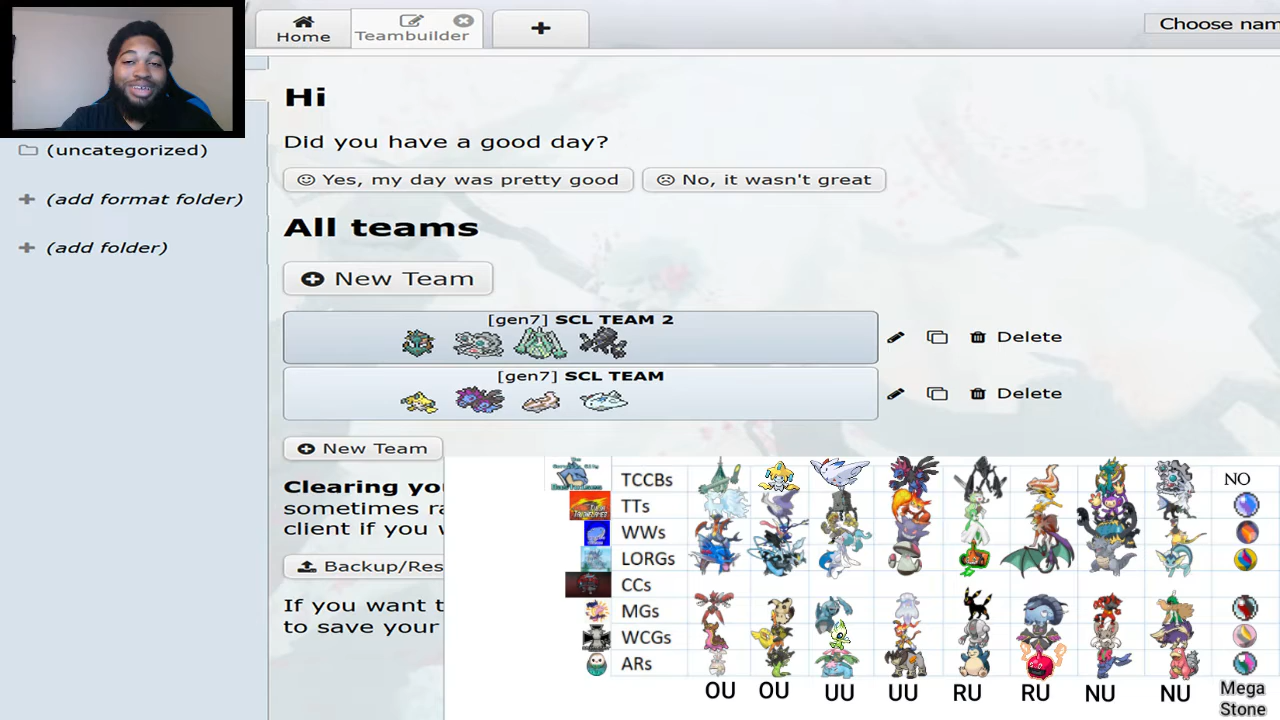 Home
Teambuilder
Choose nam
Hi
(uncategorized)
Did you have a good day?
Yes, my day was pretty good
No, it wasn't great
(add format folder)
(add folder)
All teams
New Team
[gen7] SCL TEAM 2
Delete
[gen7] SCL TEAM
Delete
New Team
Clearing yo
sometimes ra
client if you w
Backup/Res
If you want t
to save your
TCCBs
NO
TTs
WWs
LORGs
CCs
MGs
WCGs
ARs
OU OU UU UU RU RU NU NU Mega
Stone